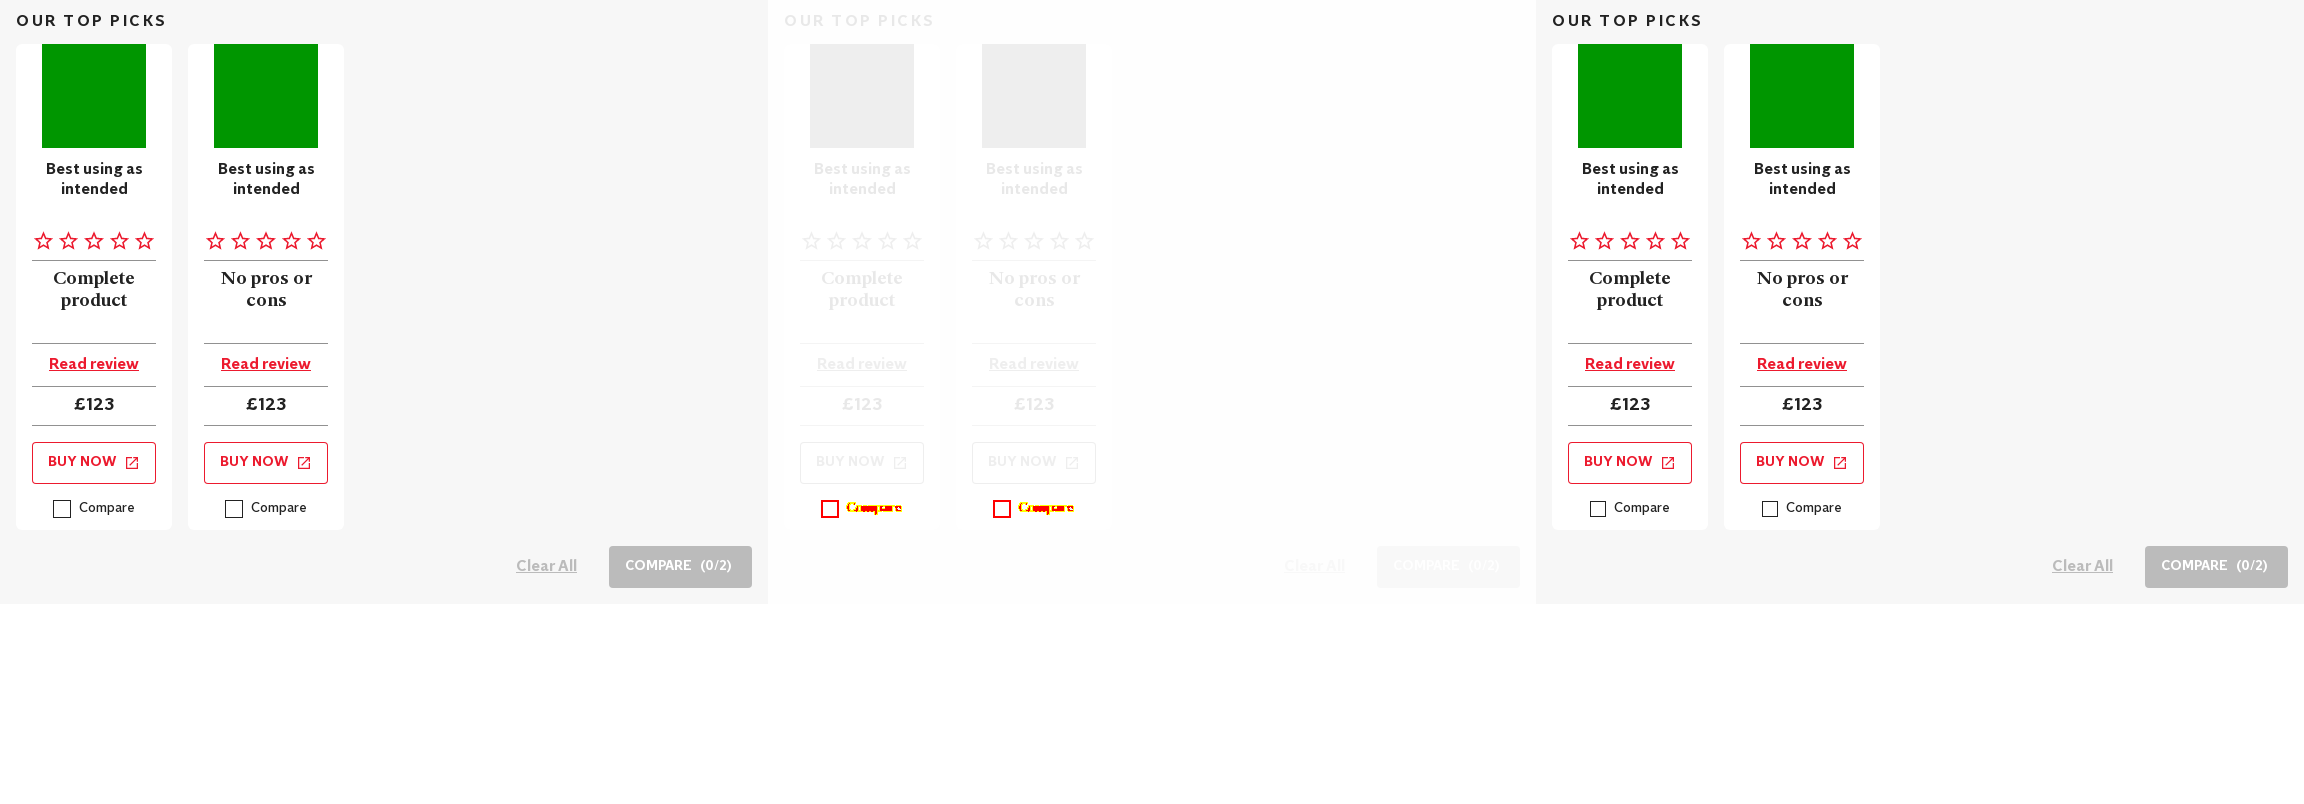 OUR TOP PICKS
Best using as
intended
Complete
product
Read review
£123
BUY NOW
Compare
Best using as
intended
No pros or
cons
Read review
£123
BUY NOW
Compare
Clear All
COMPARE (0/2)
OUR TOP PICKS
Best using as
intended
Complete
product
Read review
£123
BUY NOW
Compare
Best using as
intended
No pros or
cons
Read review
£123
BUY NOW
Compare
Clear All
COMPARE (0/2)
OUR TOP PICKS
Best using as
intended
Complete
product
Read review
£123
BUY NOW
Compare
Best using as
intended
No pros or
cons
Read review
£123
BUY NOW
Compare
Clear All
COMPARE (0/2)